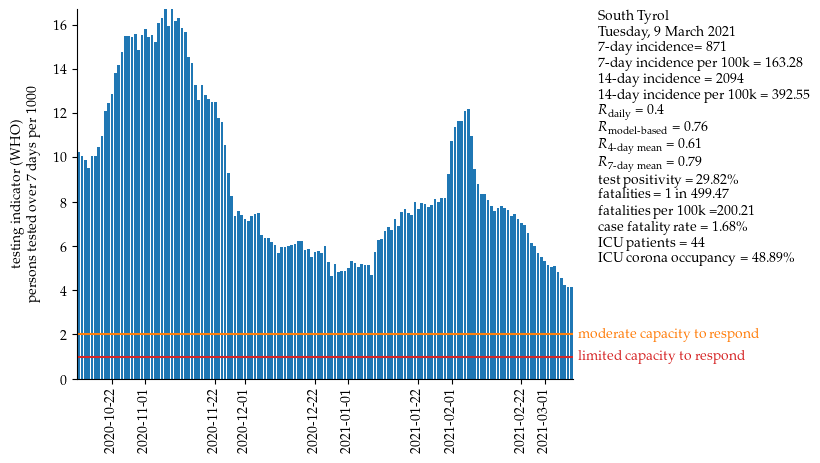 South Tyrol
Tuesday, 9 March 2021
7-day incidence= 871
7-day incidence per 100k = 163.28
14-day incidence = 2094
14-day incidence per 100k = 392.55
R daily = 0.4
R model-based = 0.76
R 4-day mean = 0.61
R 7-day mean = 0.79
test positivity = 29.82%
fatalities = 1 in 499.47
fatalities per 100k =200.21
case fatality rate = 1.68%
ICU patients = 44
ICU corona occupancy = 48.89%
testing indicator (WHO)
persons tested over 7 days per 1000
16
14
12
10
8
6
4
2
0
moderate capacity to respond
limited capacity to respond
2020-10-22
2020-11-01
2020-11-22
2020-12-01
2020-12-22
2021-01-01
2021-01-22
2021-02-01
2021-02-22
2021-03-01